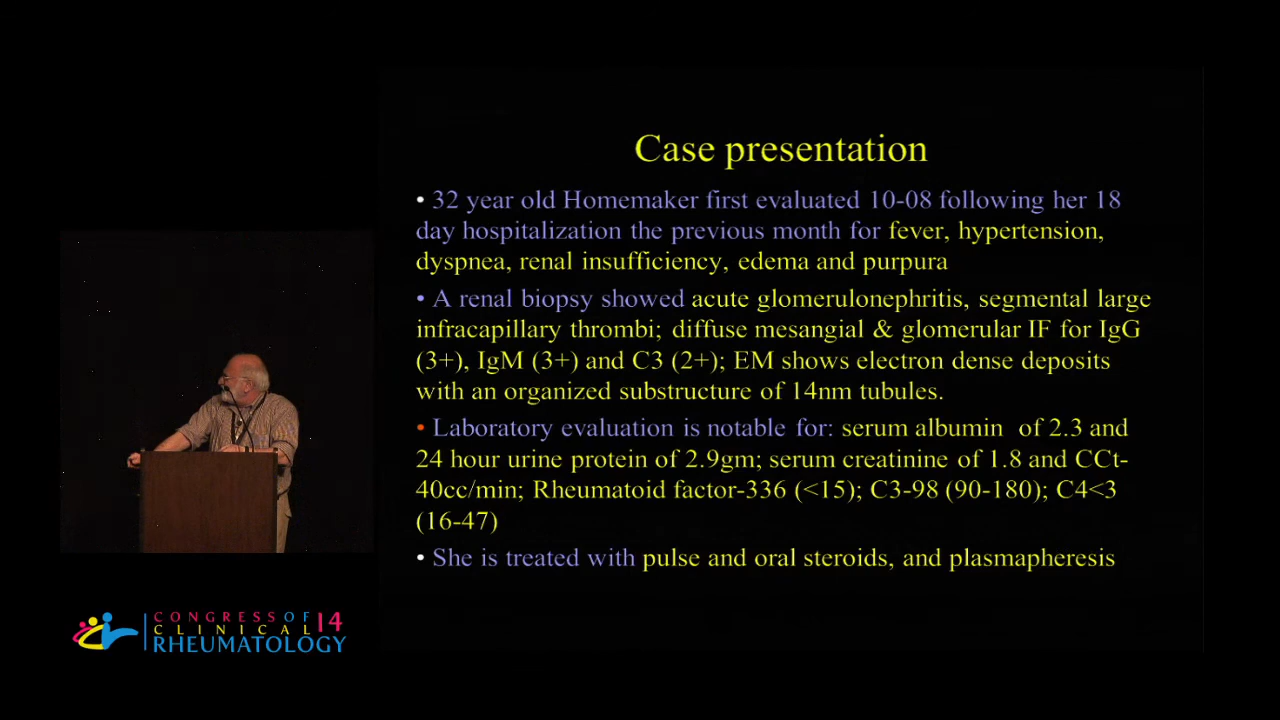 Case presentation
• 32 year old Homemaker first evaluated 10-08 following her 18
day hospitalization the previous month for fever, hypertension,
dyspnea, renal insufficiency, edema and purpura
• A renal biopsy showed acute glomerulonephritis, segmental large
infracapillary thrombi; diffuse mesangial & glomerular IF for IgG
(3+), IgM (3+) and C3 (2+); EM shows electron dense deposits
with an organized substructure of 14nm tubules.
• Laboratory evaluation is notable for: serum albumin of 2.3 and
24 hour urine protein of 2.9gm; serum creatinine of 1.8 and CCt-
40cc/min; Rheumatoid factor-336 (<15); C3-98 (90-180); C4<3
(16-47)
• She is treated with pulse and oral steroids, and plasmapheresis
CONGRESS OF 14
CLINICAL
RHEUMATOLOGY